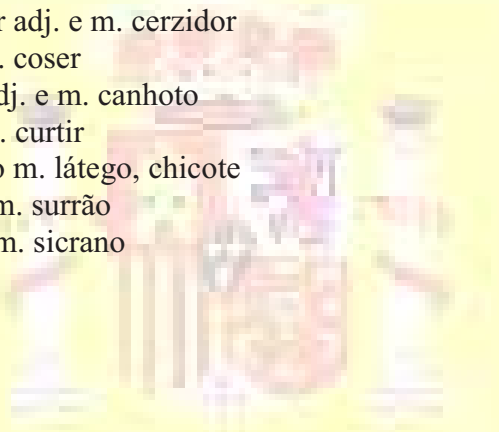 r adj. e m. cerzidor
. coser
dj. e m. canhoto
. curtir
o m. látego, chicote
m. surrão
m. sicrano